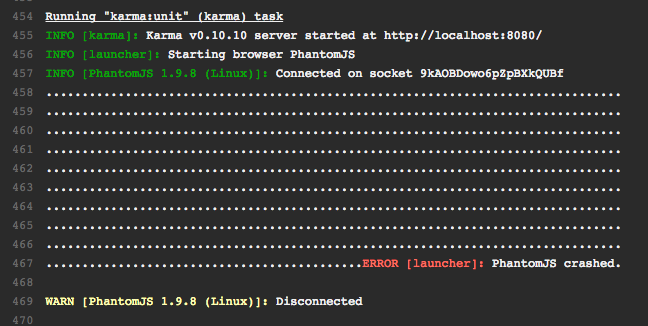 454 Running "karma:unit" (karma) task
455 INFO [karma]: Karma v0.10.10 server started at http://localhost:8080/
456 INFO [launcher]: Starting browser PhantomJS
457 INFO [PhantomJS 1.9.8 (Linux)]: Connected on socket 9kAOBDowo6pZpBXkQUBf
458 ................................................................................
459 ................................................................................
460 ................................................................................
461 ................................................................................
462 ................................................................................
463 ................................................................................
464 ................................................................................
465 ................................................................................
466 ................................................................................
467 ............................................ERROR [launcher]: PhantomJS crashed.
468
469 WARN [PhantomJS 1.9.8 (Linux)]: Disconnected
470